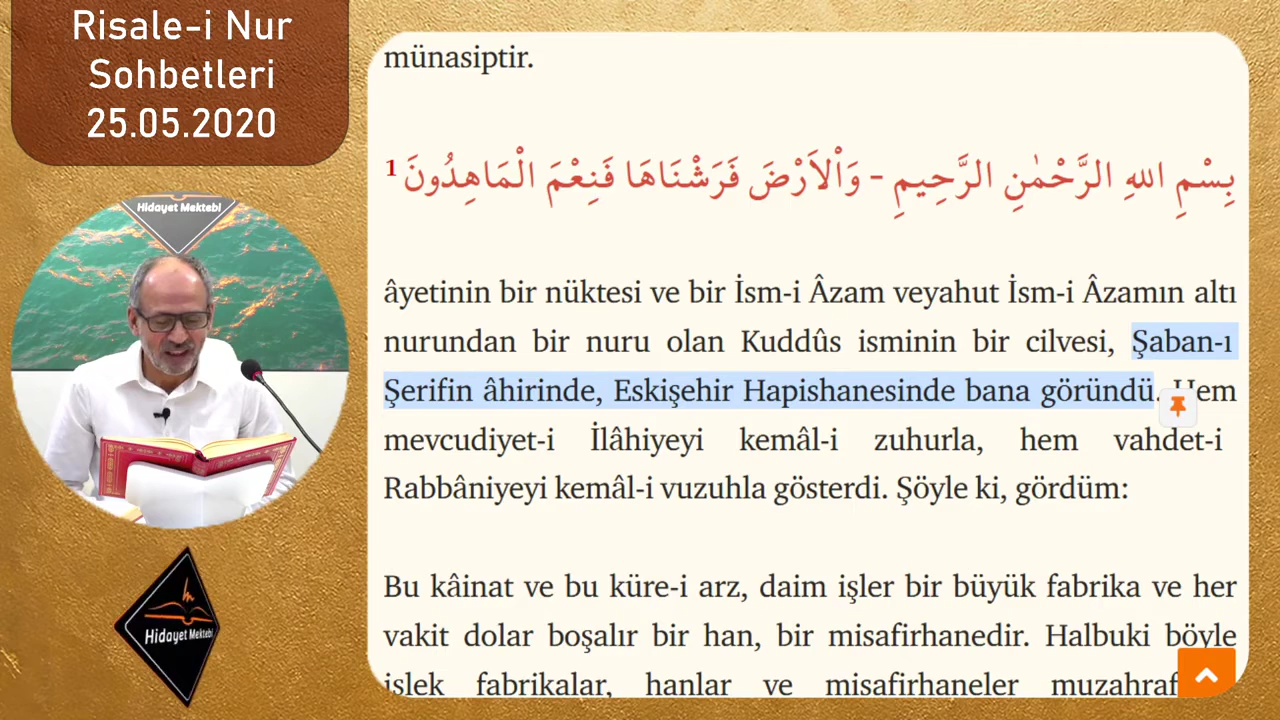 Risale-i Nur
Sohbetleri
25.05.2020
Hidayet Mektebi
Hidayet Mektebi
münasiptir.
بِسْمِ اللهِ الرَّحْمٰنِ الرَّحِيمِ - وَاْلاَرْضَ فَرَشْنَاهَا فَنِعْمَ الْمَاهِدُونَ 1
âyetinin bir nüktesi ve bir İsm-i Âzam veyahut İsm-i Âzamın altı
nurundan bir nuru olan Kuddûs isminin bir cilvesi, Şaban-ı
Şerifin âhirinde, Eskişehir Hapishanesinde bana göründü. Hem
mevcudiyet-i İlâhiyeyi kemâl-i zuhurla, hem vahdet-i
Rabbâniyeyi kemâl-i vuzuhla gösterdi. Şöyle ki, gördüm:
Bu kâinat ve bu küre-i arz, daim işler bir büyük fabrika ve her
vakit dolar boşalır bir han, bir misafirhanedir. Halbuki böyle
işlek fabrikalar, hanlar ve misafirhaneler